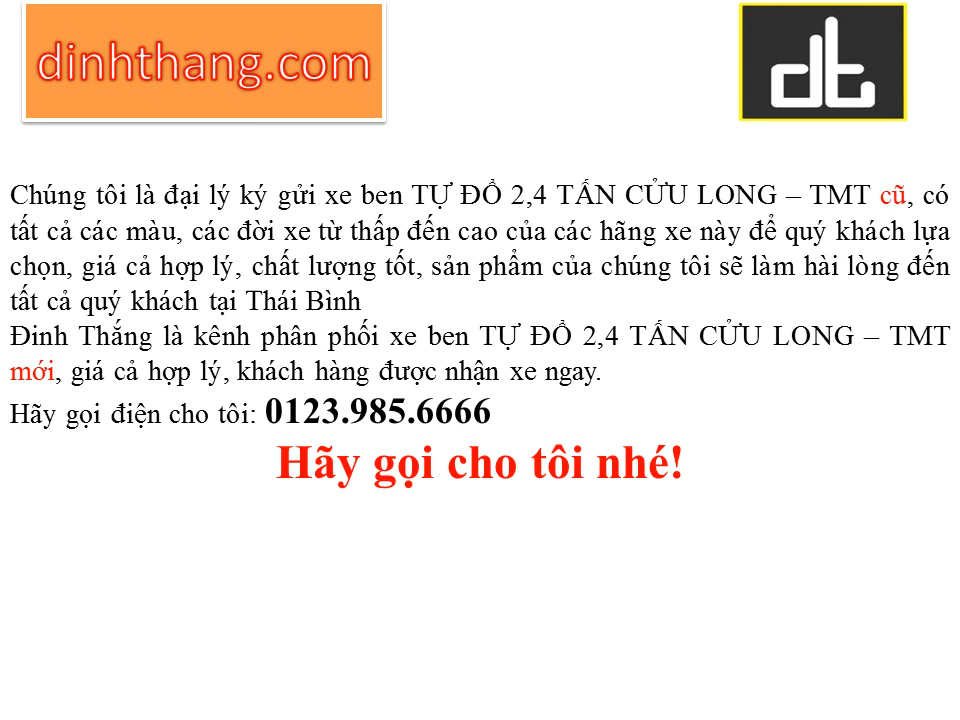 dinhthang.com
dt
Chúng tôi là đại lý ký gửi xe ben TỰ ĐỔ 2,4 TẤN CỬU LONG – TMT cũ, có
tất cả các màu, các đời xe từ thấp đến cao của các hãng xe này để quý khách lựa
chọn, giá cả hợp lý, chất lượng tốt, sản phẩm của chúng tôi sẽ làm hài lòng đến
tất cả quý khách tại Thái Bình
Đinh Thắng là kênh phân phối xe ben TỰ ĐỔ 2,4 TẤN CỬU LONG – TMT
mới, giá cả hợp lý, khách hàng được nhận xe ngay.
Hãy gọi điện cho tôi: 0123.985.6666
Hãy gọi cho tôi nhé!